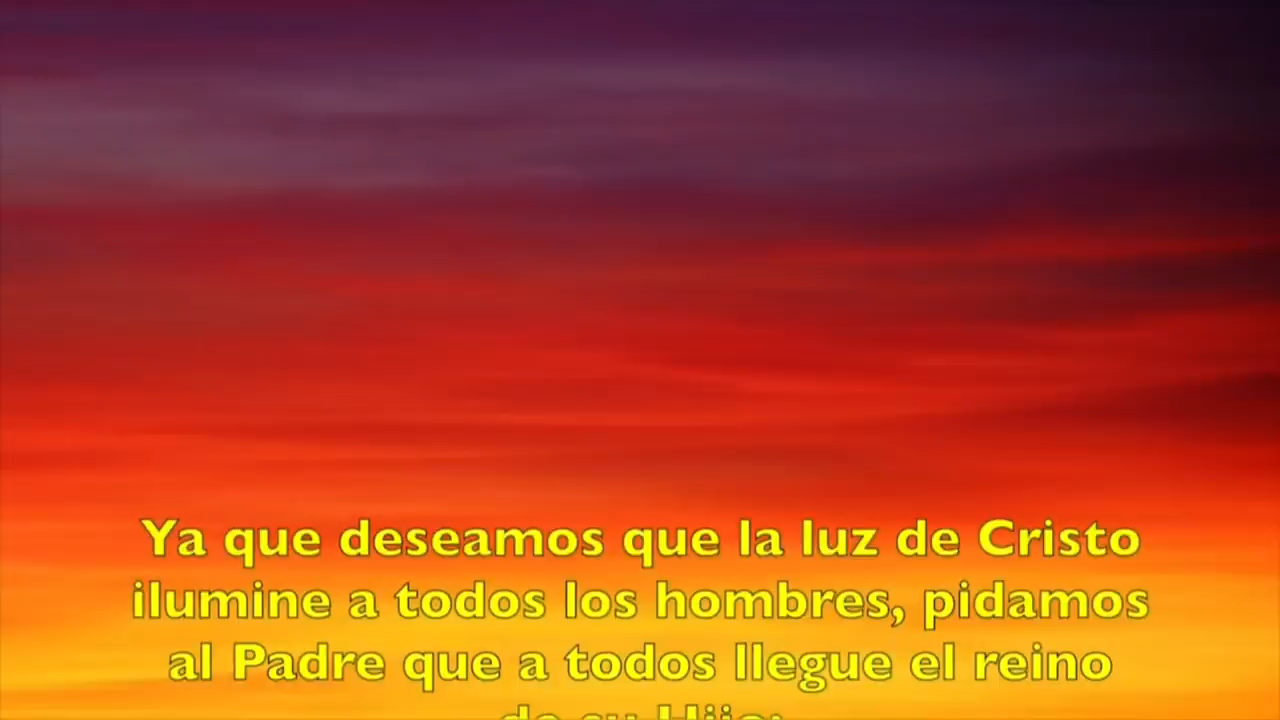 Ya que deseamos que la luz de Cristo
ilumine a todos los hombres, pidamos
al Padre que a todos llegue el reino
de su Hijo: